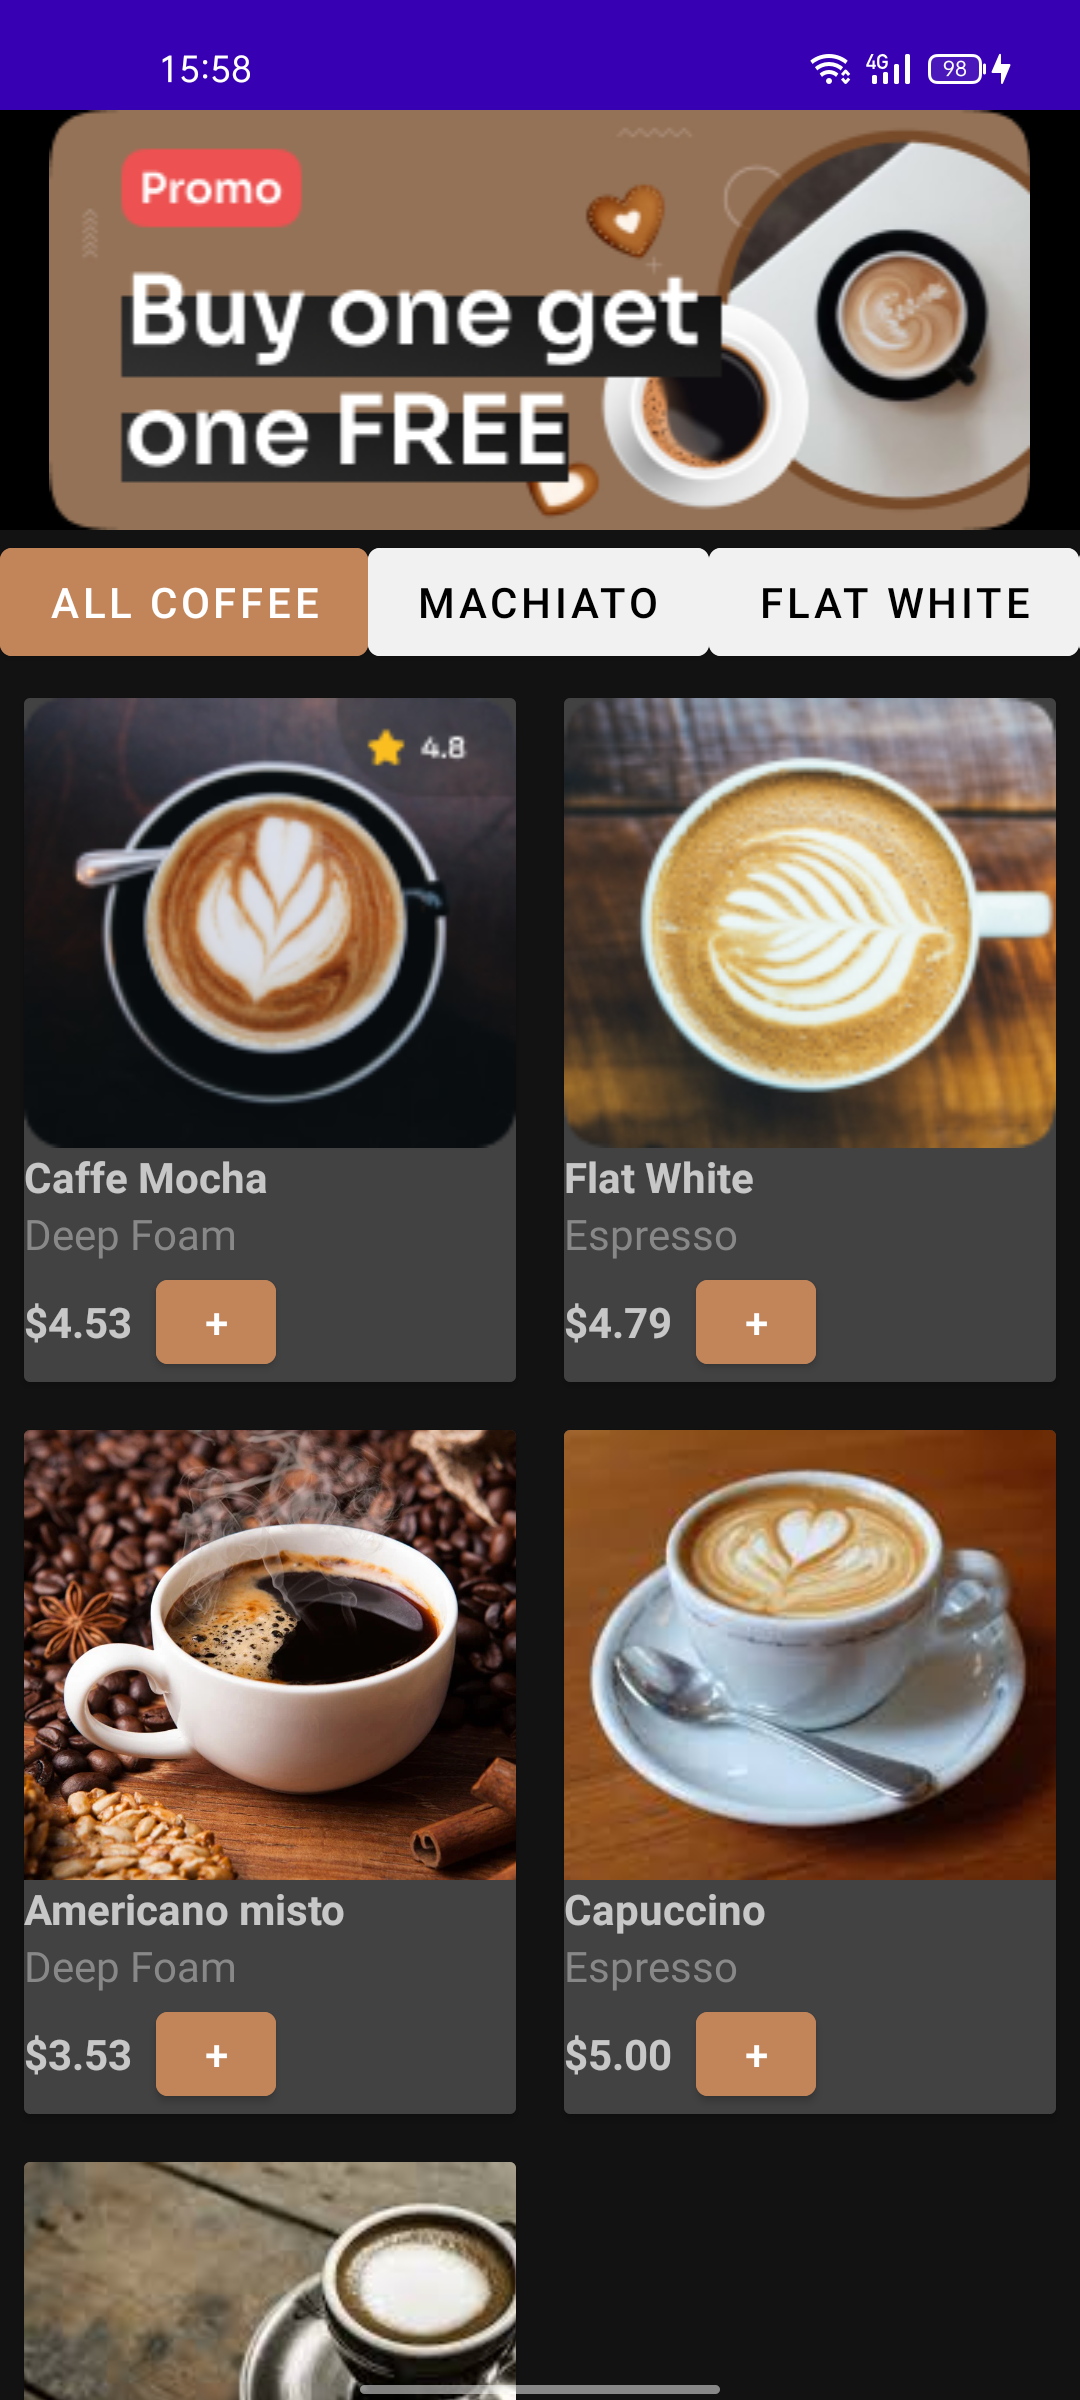 15:58
4G
98
Promo
Buy one get
one FREE
ALL COFFEE
MACHIATO
FLAT WHITE
4.8
Caffe Mocha
Deep Foam
$4.53
+
Flat White
Espresso
$4.79
+
Americano misto
Deep Foam
$3.53
+
Capuccino
Espresso
$5.00
+